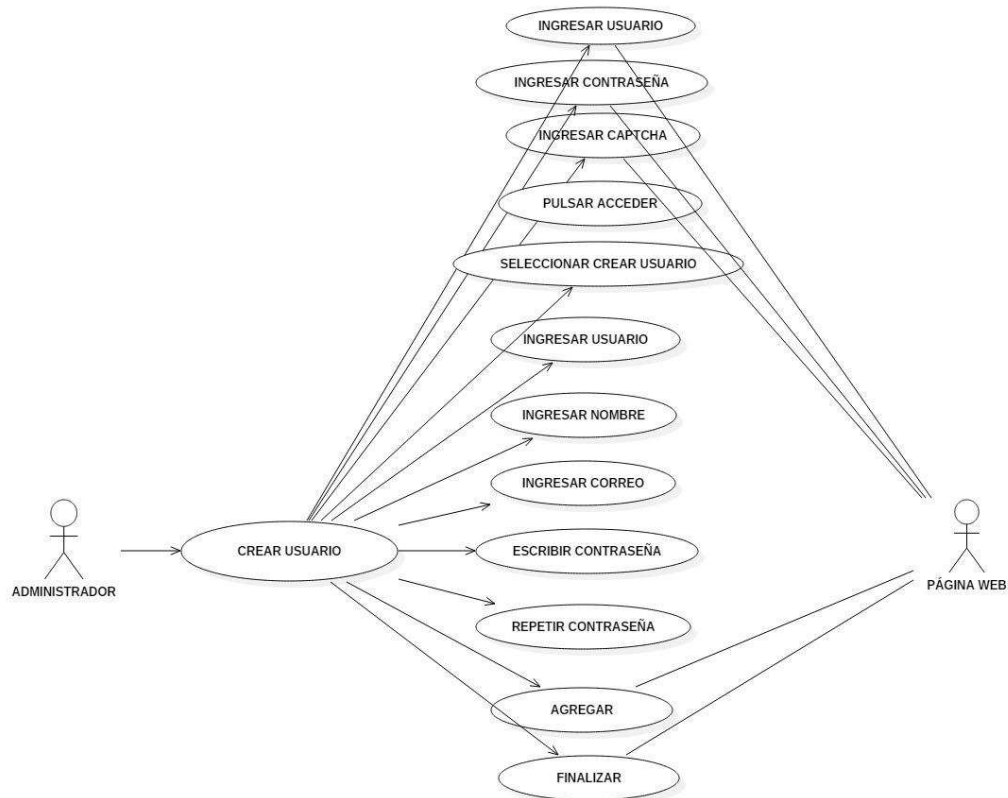 INGRESAR USUARIO
INGRESAR CONTRASEÑA
INGRESAR CAPTCHA
PULSAR ACCEDER
SELECCIONAR CREAR USUARIO
INGRESAR USUARIO
INGRESAR NOMBRE
INGRESAR CORREO
CREAR USUARIO
ESCRIBIR CONTRASEÑA
ADMINISTRADOR
PÁGINA WEB
REPETIR CONTRASEÑA
AGREGAR
FINALIZAR